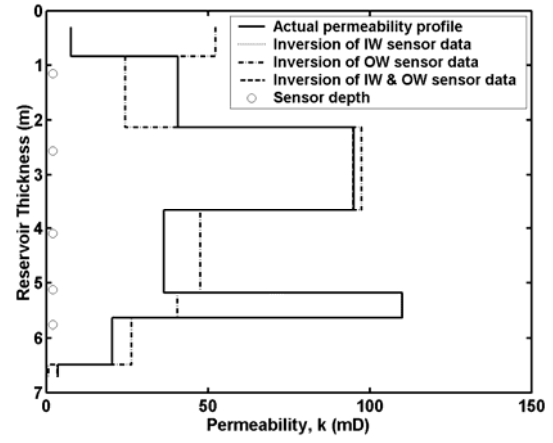 Actual permeability profile
Inversion of IW sensor data
Inversion of OW sensor data
Inversion of IW & OW sensor data
Sensor depth
Reservoir Thickness (m)
0
1
2
3
4
5
6
7
0
50
100
150
Permeability, k (mD)